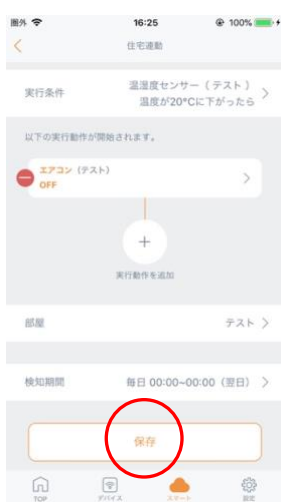 圏外 16:25 100%
住宅連動
実行条件 温湿度センサー（テスト）
温度が20°Cに下がったら
以下の実行動作が開始されます。
エアコン（テスト）
OFF
実行動作を追加
部屋 テスト
検知期間 毎日 00:00~00:00（翌日）
保存
TOP デバイス スマート 設定